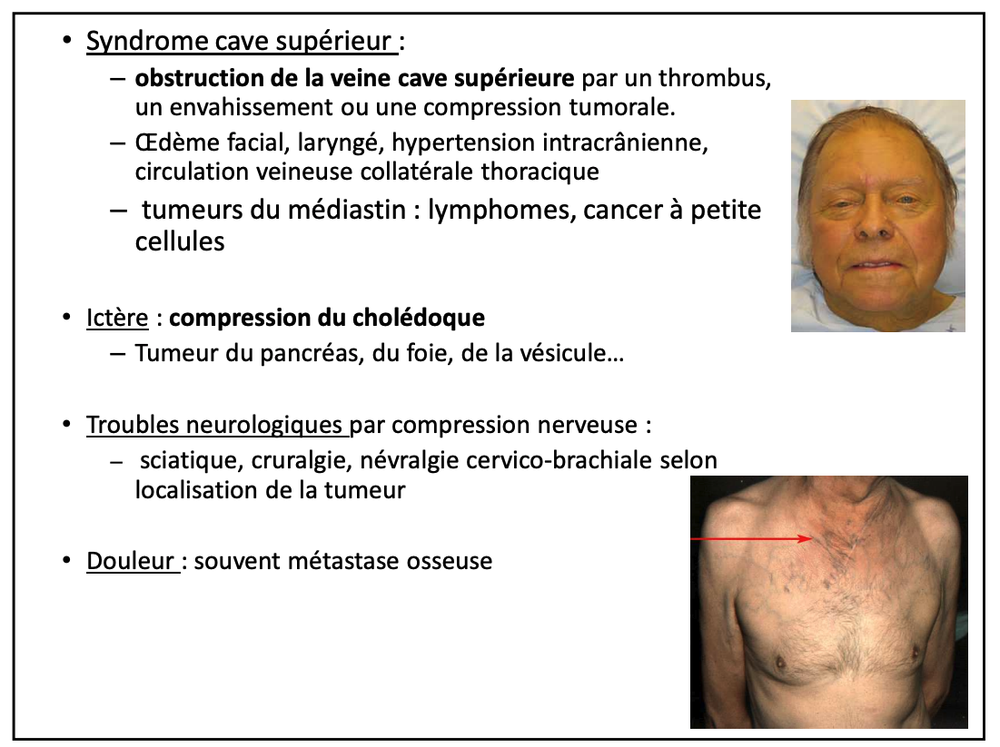 • Syndrome cave supérieur :
– obstruction de la veine cave supérieure par un thrombus,
un envahissement ou une compression tumorale.
– Œdème facial, laryngé, hypertension intracrânienne,
circulation veineuse collatérale thoracique
– tumeurs du médiastin : lymphomes, cancer à petite
cellules
• Ictère : compression du cholédoque
– Tumeur du pancréas, du foie, de la vésicule…
• Troubles neurologiques par compression nerveuse :
– sciatique, cruralgie, névralgie cervico-brachiale selon
localisation de la tumeur
• Douleur : souvent métastase osseuse